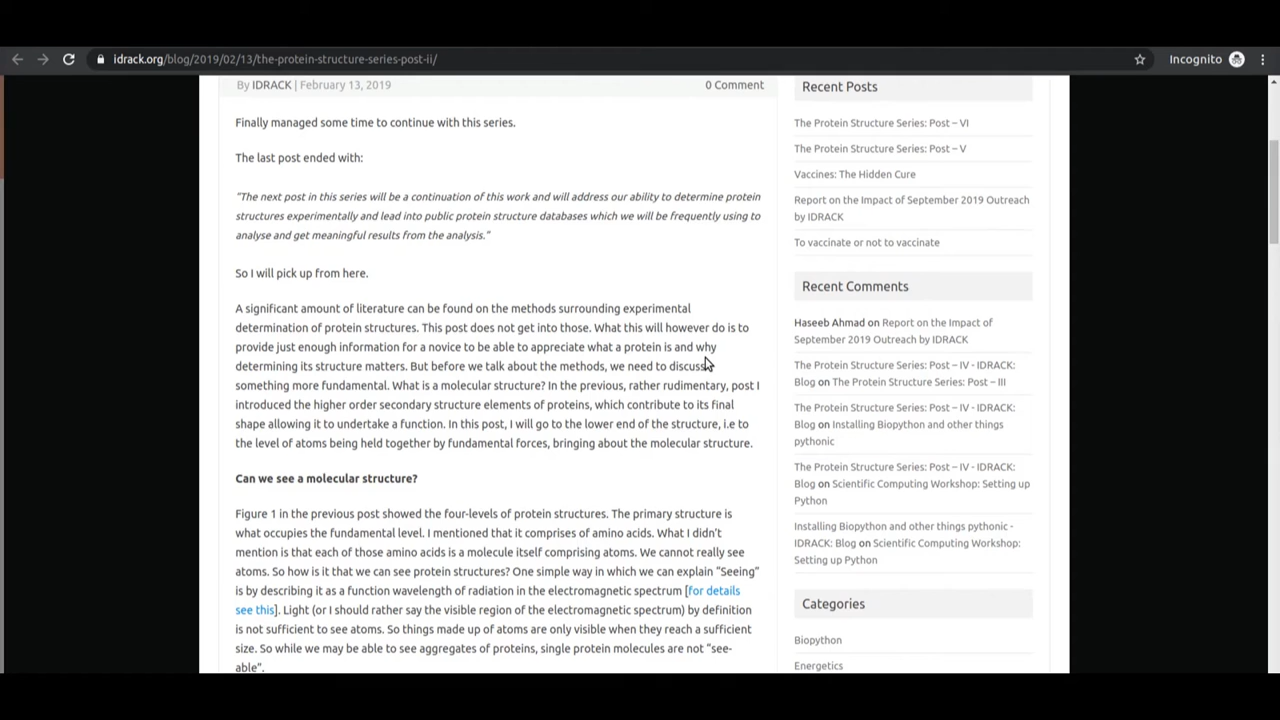 idrack.org/blog/2019/02/13/the-protein-structure-series-post-ii/
Incognito
By IDRACK | February 13, 2019
0 Comment
Finally managed some time to continue with this series.
The last post ended with:
“The next post in this series will be a continuation of this work and will address our ability to determine protein
structures experimentally and lead into public protein structure databases which we will be frequently using to
analyse and get meaningful results from the analysis.”
So I will pick up from here.
A significant amount of literature can be found on the methods surrounding experimental
determination of protein structures. This post does not get into those. What this will however do is to
provide just enough information for a novice to be able to appreciate what a protein is and why
determining its structure matters. But before we talk about the methods, we need to discuss
something more fundamental. What is a molecular structure? In the previous, rather rudimentary, post I
introduced the higher order secondary structure elements of proteins, which contribute to its final
shape allowing it to undertake a function. In this post, I will go to the lower end of the structure, i.e to
the level of atoms being held together by fundamental forces, bringing about the molecular structure.
Can we see a molecular structure?
Figure 1 in the previous post showed the four-levels of protein structures. The primary structure is
what occupies the fundamental level. I mentioned that it comprises of amino acids. What I didn’t
mention is that each of those amino acids is a molecule itself comprising atoms. We cannot really see
atoms. So how is it that we can see protein structures? One simple way in which we can explain “Seeing”
is by describing it as a function wavelength of radiation in the electromagnetic spectrum [for details
see this]. Light (or I should rather say the visible region of the electromagnetic spectrum) by definition
is not sufficient to see atoms. So things made up of atoms are only visible when they reach a sufficient
size. So while we may be able to see aggregates of proteins, single protein molecules are not “see-
able”.
Recent Posts
The Protein Structure Series: Post – VI
The Protein Structure Series: Post – V
Vaccines: The Hidden Cure
Report on the Impact of September 2019 Outreach
by IDRACK
To vaccinate or not to vaccinate
Recent Comments
Haseeb Ahmad on Report on the Impact of
September 2019 Outreach by IDRACK
The Protein Structure Series: Post – IV - IDRACK:
Blog on The Protein Structure Series: Post – III
The Protein Structure Series: Post – IV - IDRACK:
Blog on Installing Biopython and other things
pythonic
The Protein Structure Series: Post – IV - IDRACK:
Blog on Scientific Computing Workshop: Setting up
Python
Installing Biopython and other things pythonic -
IDRACK: Blog on Scientific Computing Workshop:
Setting up Python
Categories
Biopython
Energetics